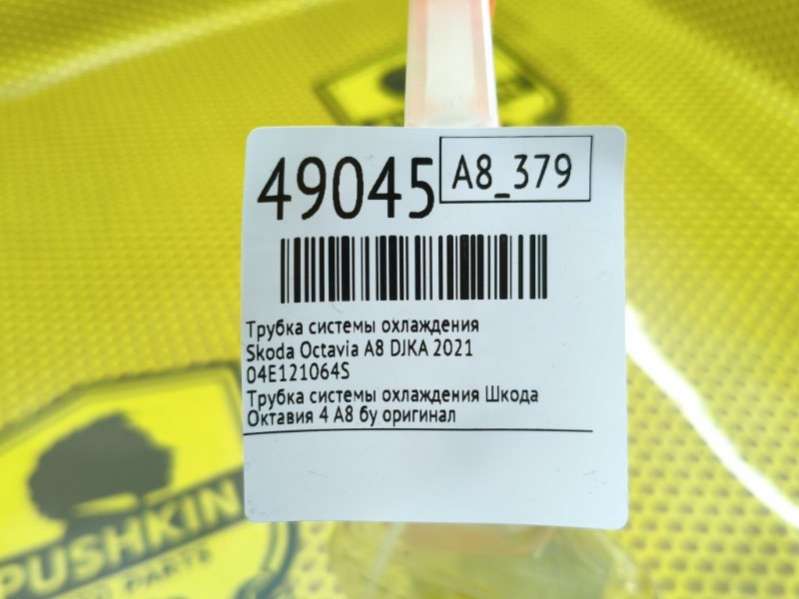 49045
A8_379
Трубка системы охлаждения
Skoda Octavia A8 DJKA 2021
04E121064S
Трубка системы охлаждения Шкода
Октавия 4 А8 бу оригинал
PUSHKIN
PARTS